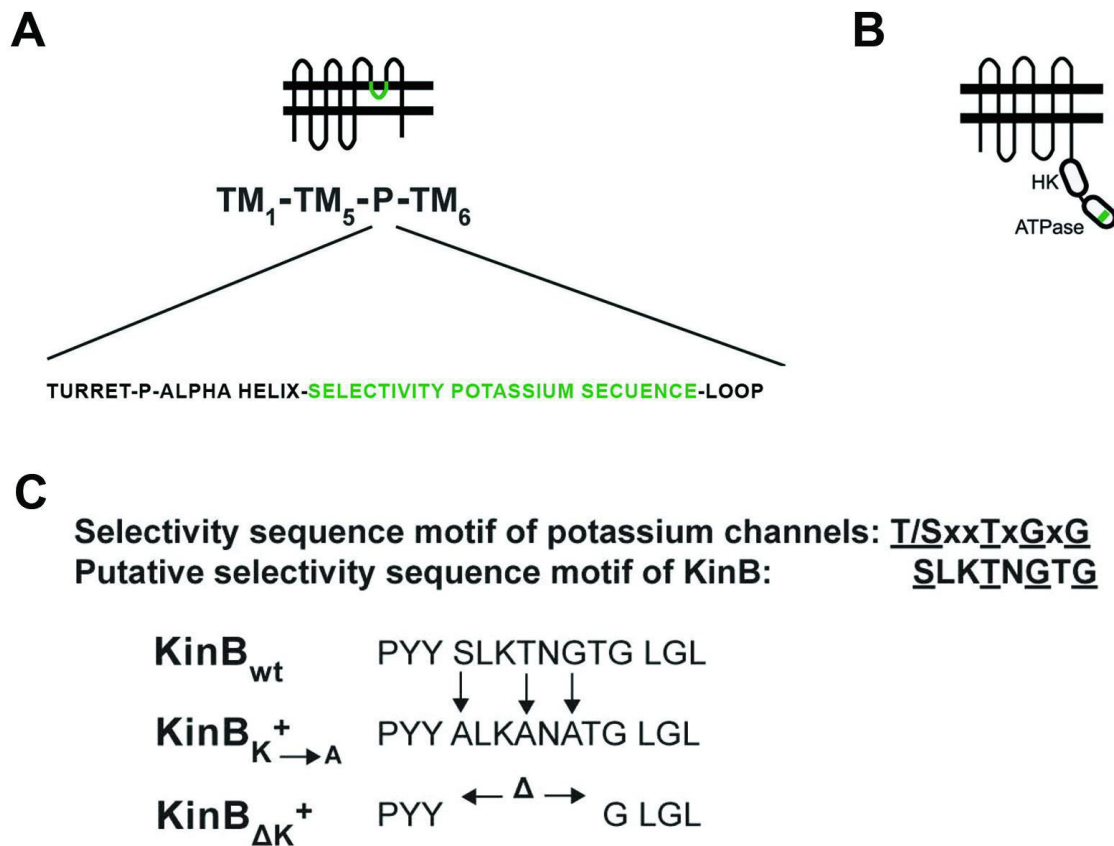 A
B
TM1-TM5-P-TM6
HK
ATPase
TURRET-P-ALPHA HELIX-SELECTIVITY POTASSIUM SECUENCE-LOOP
C
Selectivity sequence motif of potassium channels: T/SxxTxGxG
Putative selectivity sequence motif of KinB: SLKTNGTG
KinBwt PYY SLKTNGTG LGL
KinBK+→A PYY ALKANATG LGL
KinBΔK+ PYY ← Δ → G LGL